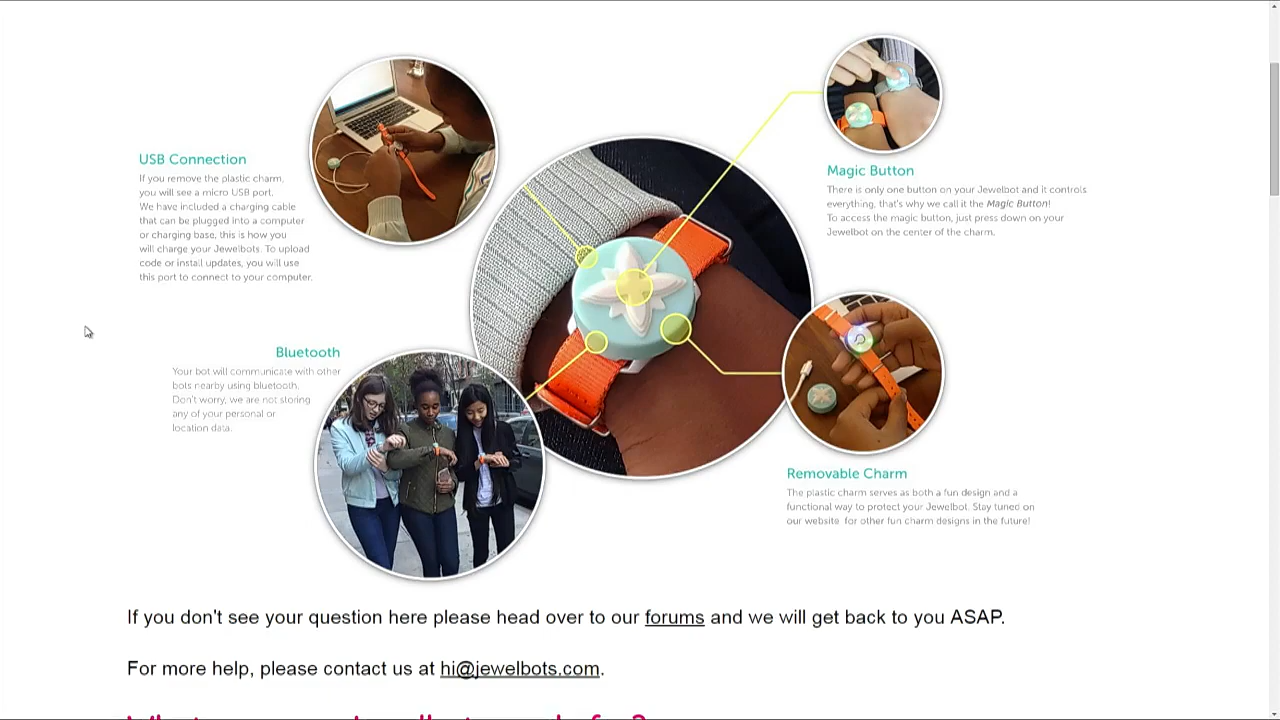 USB Connection
If you remove the plastic charm,
you will see a micro USB port.
We have included a charging cable
that can be plugged into a computer
or charging base, this is how you
will charge your Jewelbots. To upload
code or install updates, you will use
this port to connect to your computer.
Magic Button
There is only one button on your Jewelbot and it controls
everything, that's why we call it the Magic Button!
To access the magic button, just press down on your
Jewelbot on the center of the charm.
Bluetooth
Your bot will communicate with other
bots nearby using bluetooth.
Don't worry, we are not storing
any of your personal or
location data.
Removable Charm
The plastic charm serves as both a fun design and a
functional way to protect your Jewelbot. Stay tuned on
our website for other fun charm designs in the future!
If you don't see your question here please head over to our forums and we will get back to you ASAP.
For more help, please contact us at hi@jewelbots.com.